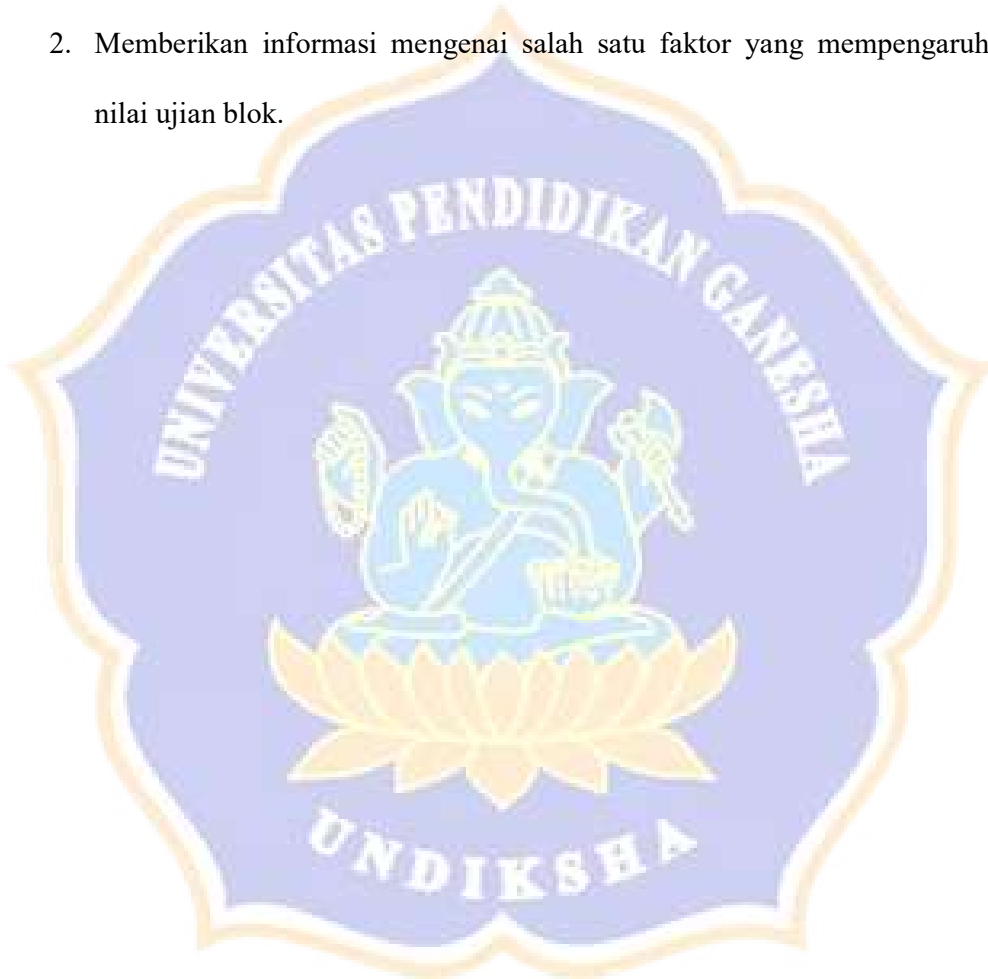 2. Memberikan informasi mengenai salah satu faktor yang mempengaruh
nilai ujian blok.
UNIVERSITAS PENDIDIKAN GANESHA
UNDIKSHA